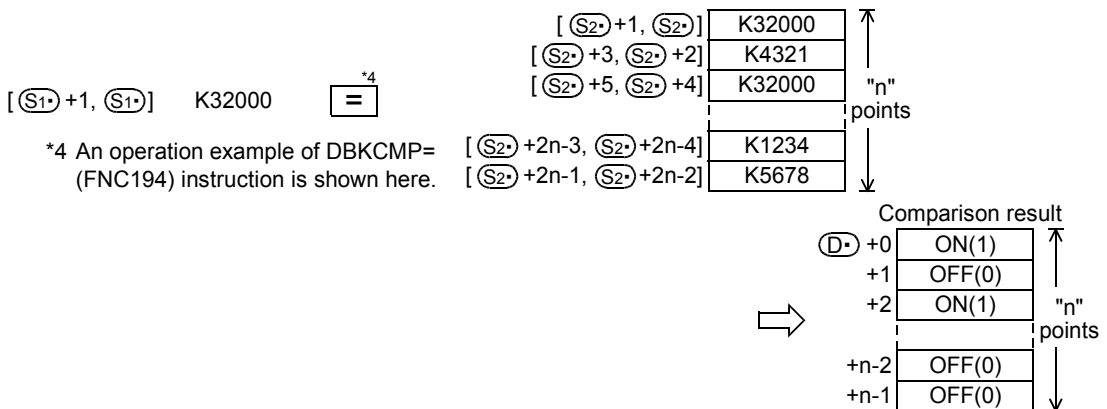 [ (S2•) +1, (S2•) ] K32000
[ (S2•) +3, (S2•) +2] K4321
[ (S2•) +5, (S2•) +4] K32000
"n"
points
*4
[ (S1•) +1, (S1•) ] K32000 =
*4 An operation example of DBKCMP=
(FNC194) instruction is shown here.
[ (S2•) +2n-3, (S2•) +2n-4] K1234
[ (S2•) +2n-1, (S2•) +2n-2] K5678
Comparison result
(D•) +0 ON(1)
+1 OFF(0)
+2 ON(1)
"n"
points
+n-2 OFF(0)
+n-1 OFF(0)